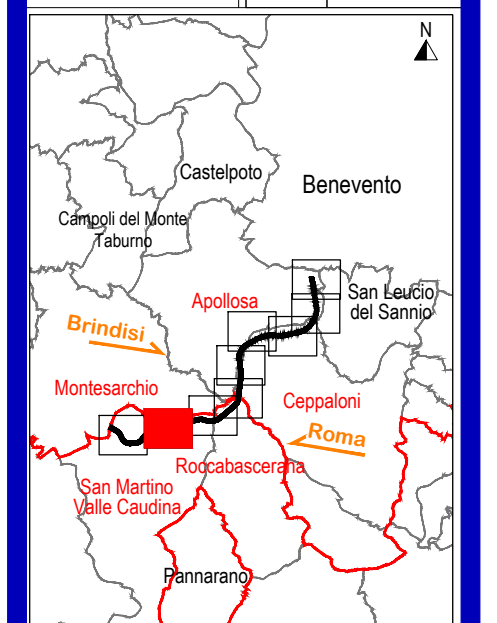 N
Castelpoto
Benevento
Campoli del Monte
Taburno
San Leucio
del Sannio
Apollosa
Brindisi
Montesarchio
Ceppaloni
Roma
Roccabascerana
San Martino
Valle Caudina
Pannarano